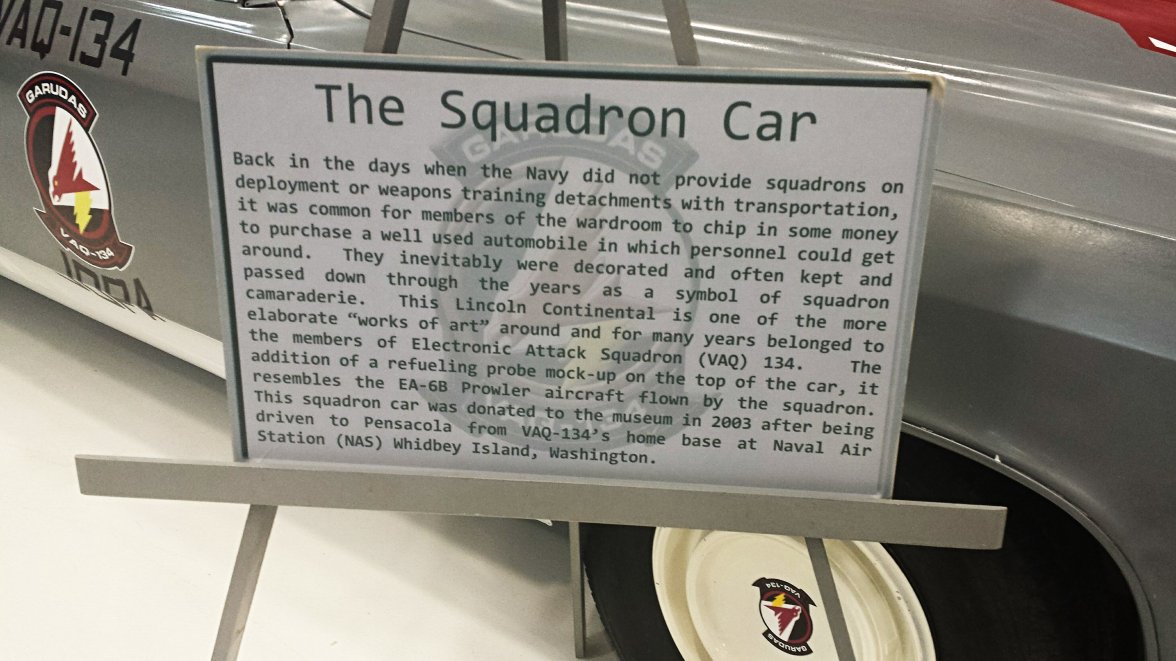 VAQ-134
GARUDAS
VAQ-134
The Squadron Car
Back in the days when the Navy did not provide squadrons on
deployment or weapons training detachments with transportation,
it was common for members of the wardroom to chip in some money
to purchase a well used automobile in which personnel could get
around. They inevitably were decorated and often kept and
passed down through the years as a symbol of squadron
camaraderie. This Lincoln Continental is one of the more
elaborate “works of art” around and for many years belonged to
the members of Electronic Attack Squadron (VAQ) 134. The
addition of a refueling probe mock-up on the top of the car, it
resembles the EA-6B Prowler aircraft flown by the squadron.
This squadron car was donated to the museum in 2003 after being
driven to Pensacola from VAQ-134’s home base at Naval Air
Station (NAS) Whidbey Island, Washington.
GARUDAS
VAQ-134
GARUDAS